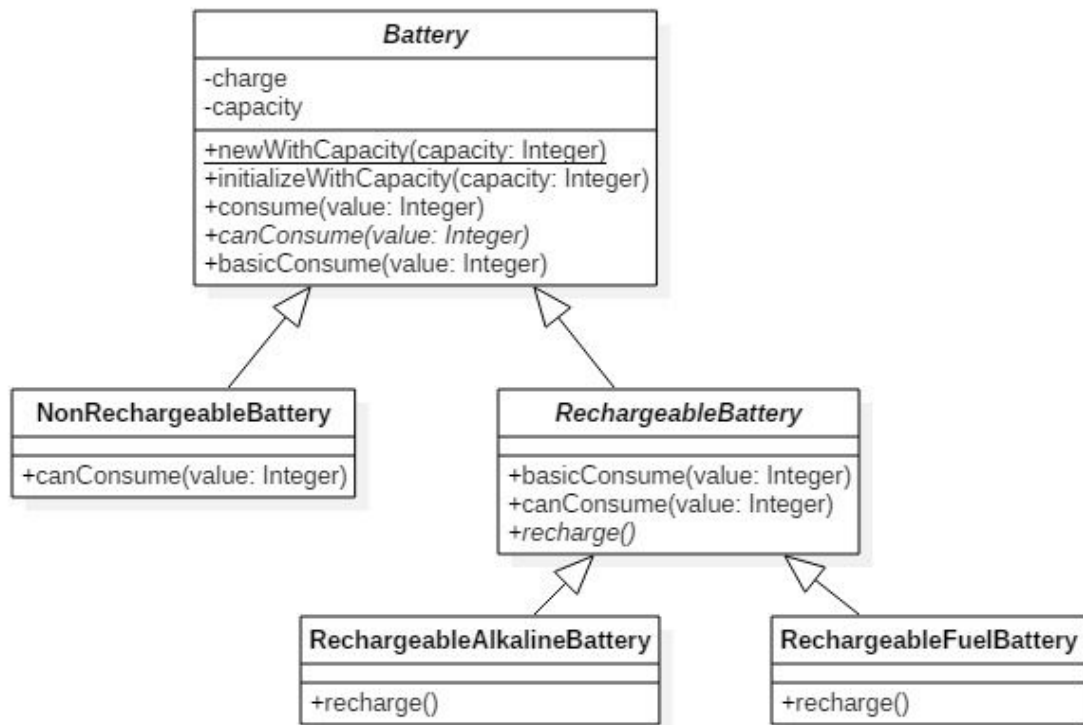 Battery
-charge
-capacity
+newWithCapacity(capacity: Integer)
+initializeWithCapacity(capacity: Integer)
+consume(value: Integer)
+canConsume(value: Integer)
+basicConsume(value: Integer)
NonRechargeableBattery
+canConsume(value: Integer)
RechargeableBattery
+basicConsume(value: Integer)
+canConsume(value: Integer)
+recharge()
RechargeableAlkalineBattery
+recharge()
RechargeableFuelBattery
+recharge()